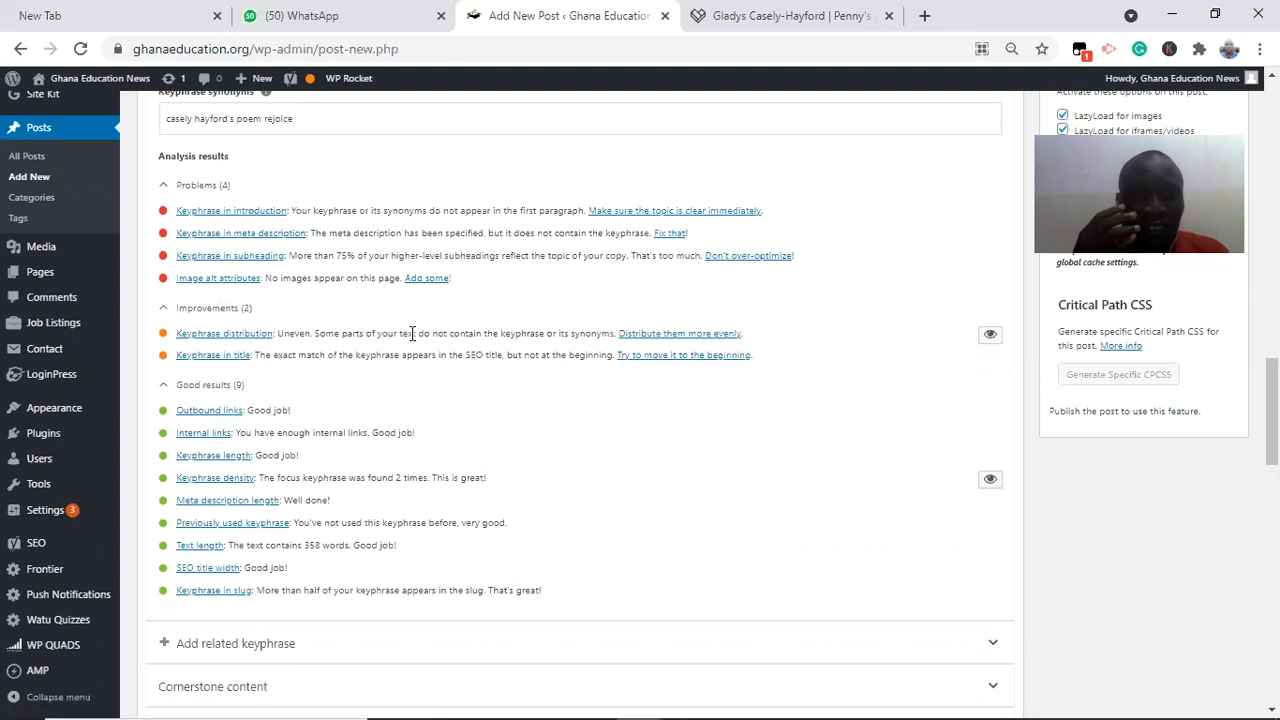 New Tab
(50) WhatsApp
Add New Post ‹ Ghana Education
Gladys Casely-Hayford | Penny's
ghanaeducation.org/wp-admin/post-new.php
1
Ghana Education News
1
0
New
WP Rocket
Howdy, Ghana Education News
Site Kit
Posts
All Posts
Add New
Categories
Tags
Media
Pages
Comments
Job Listings
Contact
LoginPress
Appearance
Plugins
Users
Tools
Settings 3
SEO
Frontier
Push Notifications
Watu Quizzes
WP QUADS
AMP
Collapse menu
Keyphrase synonyms
casely hayford's poem rejoice
Analysis results
Problems (4)
Keyphrase in introduction: Your keyphrase or its synonyms do not appear in the first paragraph. Make sure the topic is clear immediately.
Keyphrase in meta description: The meta description has been specified, but it does not contain the keyphrase. Fix that!
Keyphrase in subheading: More than 75% of your higher-level subheadings reflect the topic of your copy. That's too much. Don't over-optimize!
Image alt attributes: No images appear on this page. Add some!
Improvements (2)
Keyphrase distribution: Uneven. Some parts of your text do not contain the keyphrase or its synonyms. Distribute them more evenly.
Keyphrase in title: The exact match of the keyphrase appears in the SEO title, but not at the beginning. Try to move it to the beginning.
Good results (9)
Outbound links: Good job!
Internal links: You have enough internal links. Good job!
Keyphrase length: Good job!
Keyphrase density: The focus keyphrase was found 2 times. This is great!
Meta description length: Well done!
Previously used keyphrase: You've not used this keyphrase before, very good.
Text length: The text contains 358 words. Good job!
SEO title width: Good job!
Keyphrase in slug: More than half of your keyphrase appears in the slug. That's great!
Add related keyphrase
Cornerstone content
Activate these options on this post.
LazyLoad for images
LazyLoad for iframes/videos
global cache settings.
Critical Path CSS
Generate specific Critical Path CSS for
this post. More info
Generate Specific CPCSS
Publish the post to use this feature.